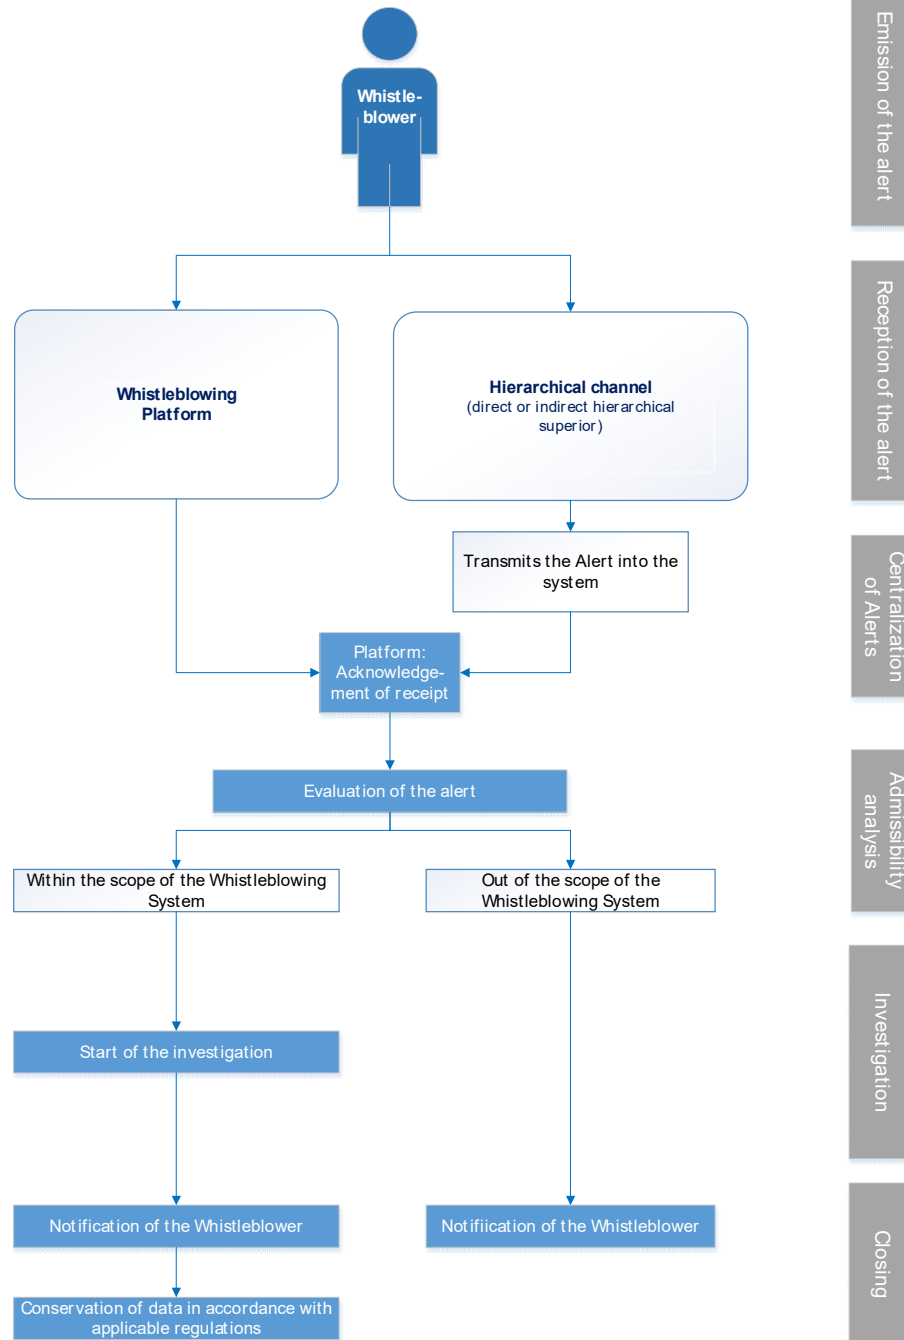 Whistle-
blower
Emission of the alert
Whistleblowing
Platform
Hierarchical channel
(direct or indirect hierarchical
superior)
Reception of the alert
Transmits the Alert into the
system
Centralization
of Alerts
Platform:
Acknowledge-
ment of receipt
Evaluation of the alert
Admissibility
analysis
Within the scope of the Whistleblowing
System
Out of the scope of the
Whistleblowing System
Start of the investigation
Investigation
Notification of the Whistleblower
Notifiication of the Whistleblower
Closing
Conservation of data in accordance with
applicable regulations